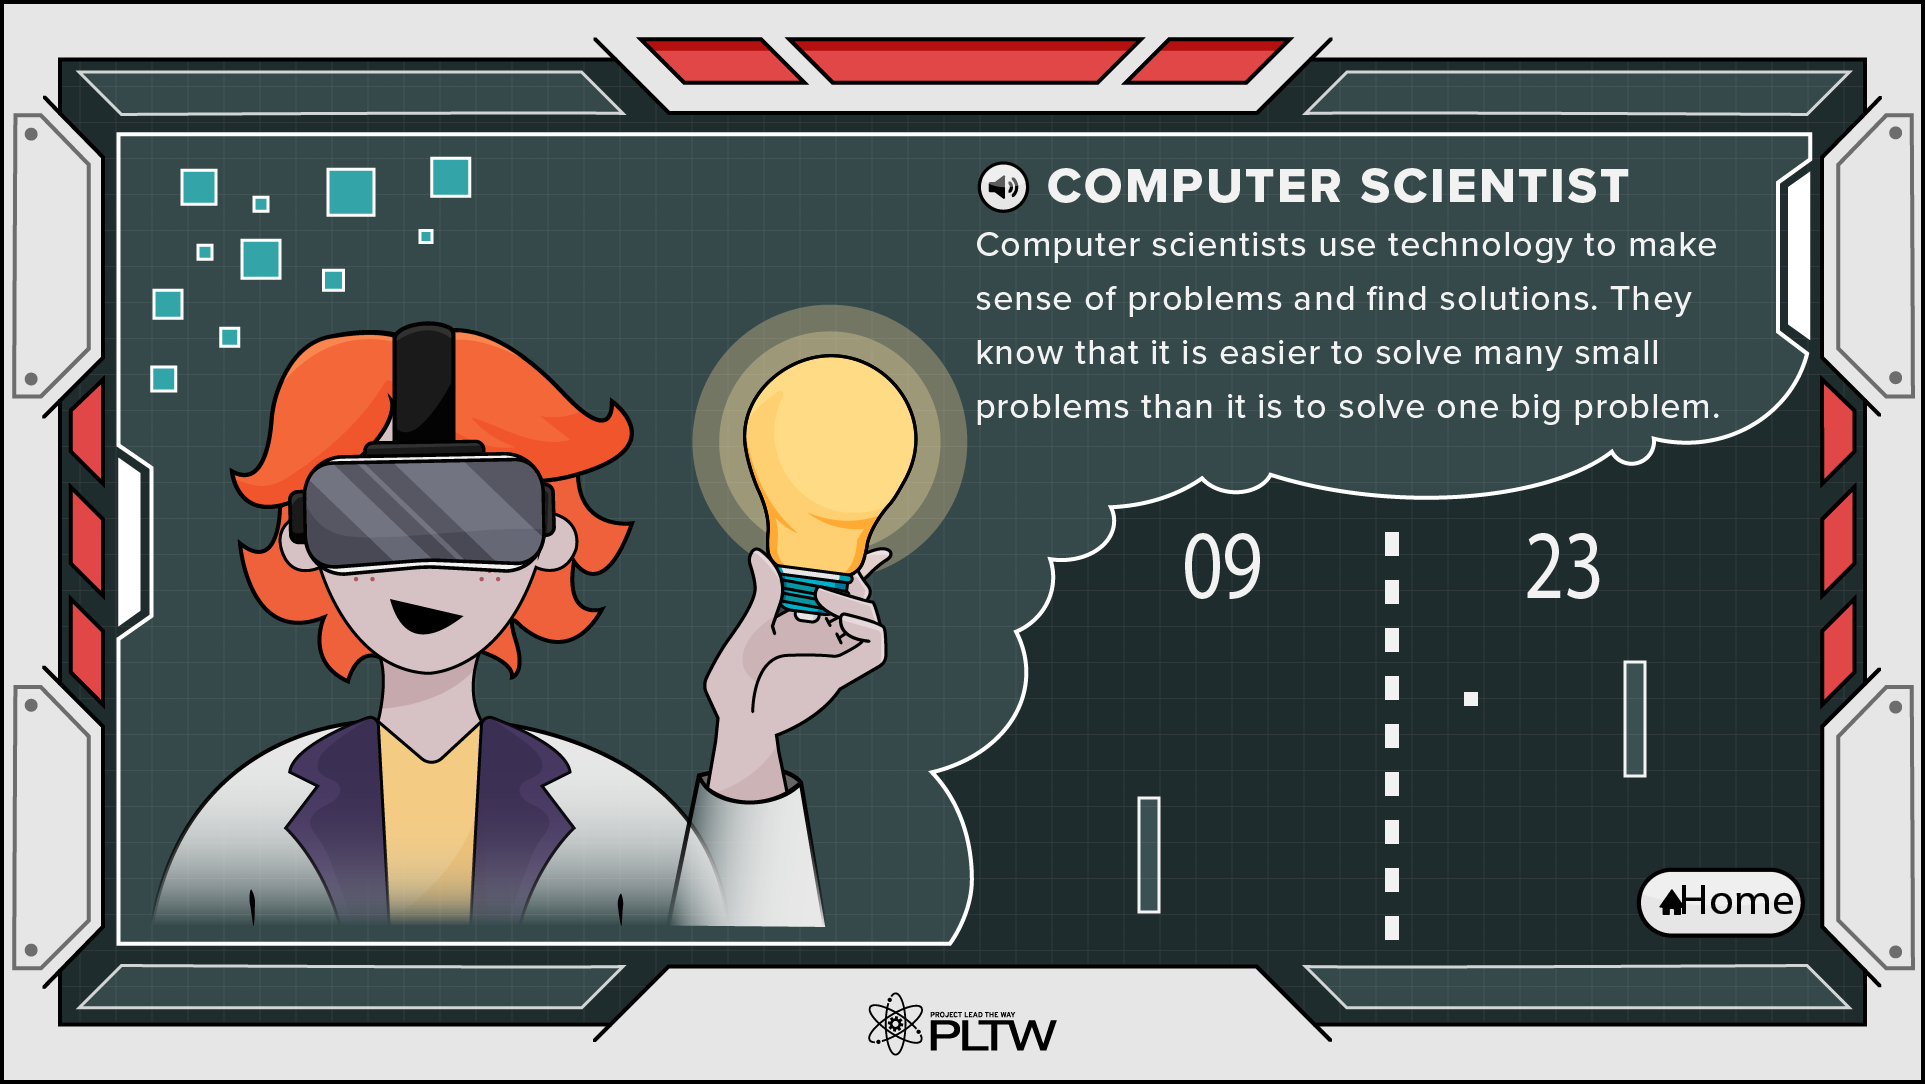 COMPUTER SCIENTIST
Computer scientists use technology to make
sense of problems and find solutions. They
know that it is easier to solve many small
problems than it is to solve one big problem.
09 23
Home
PROJECT LEAD THE WAY
PLTW